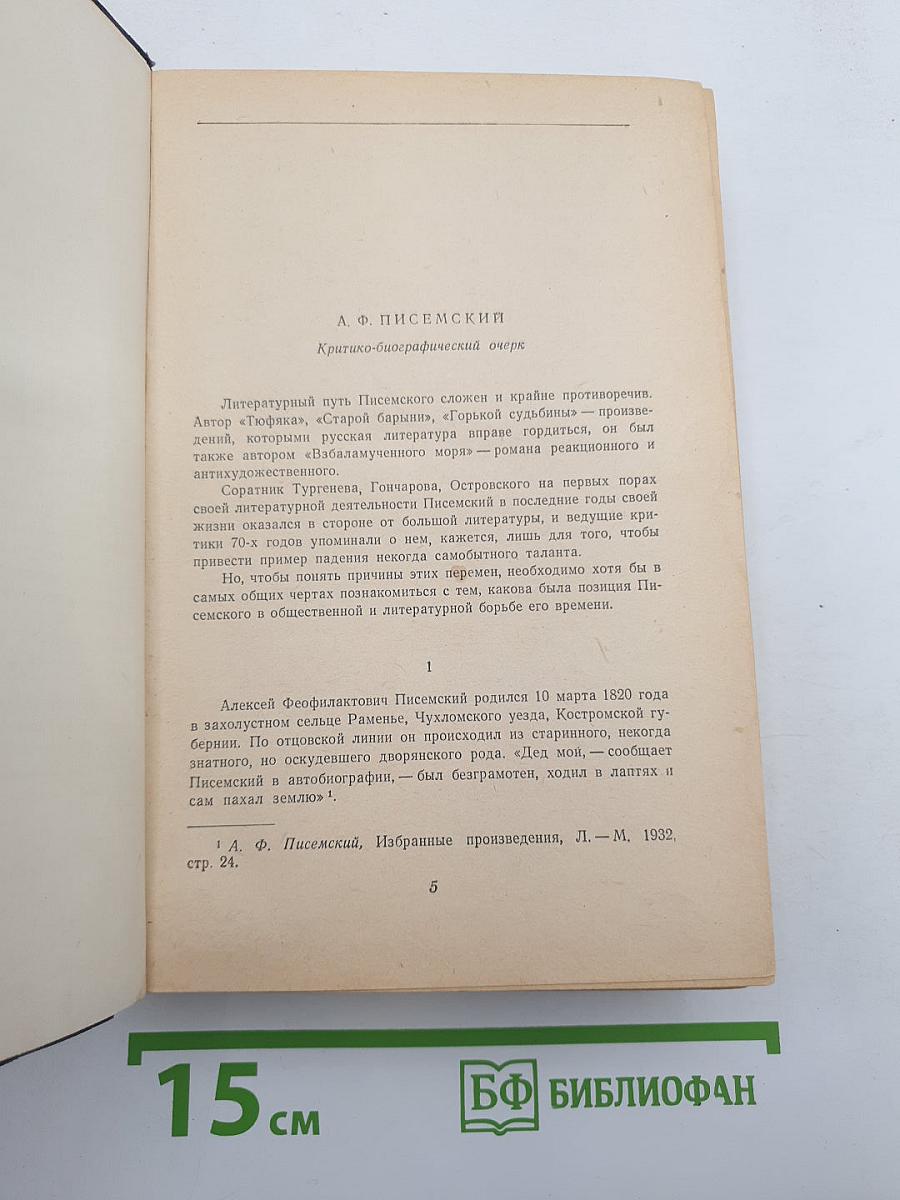 А. Ф. ПИСЕМСКИЙ
Критико-биографический очерк
Литературный путь Писемского сложен и крайне противоречив.
Автор «Тюфяка», «Старой барыни», «Горькой судьбины» — произве-
дений, которыми русская литература вправе гордиться, он был
также автором «Взбаламученного моря» — романа реакционного и
антихудожественного.
Соратник Тургенева, Гончарова, Островского на первых порах
своей литературной деятельности Писемский в последние годы своей
жизни оказался в стороне от большой литературы, и ведущие кри-
тики 70-х годов упоминали о нем, кажется, лишь для того, чтобы
привести пример падения некогда самобытного таланта.
Но, чтобы понять причины этих перемен, необходимо хотя бы в
самых общих чертах познакомиться с тем, какова была позиция Пи-
семского в общественной и литературной борьбе его времени.
1
Алексей Феофилактович Писемский родился 10 марта 1820 года
в захолустном сельце Раменье, Чухломского уезда, Костромской гу-
бернии. По отцовской линии он происходил из старинного, некогда
знатного, но оскудевшего дворянского рода. «Дед мой, — сообщает
Писемский в автобиографии, — был безграмотен, ходил в лаптях и
сам пахал землю» ¹.
¹ А. Ф. Писемский, Избранные произведения, Л. — М. 1932,
стр. 24.
5
15 см
БФ БИБЛИОФАН